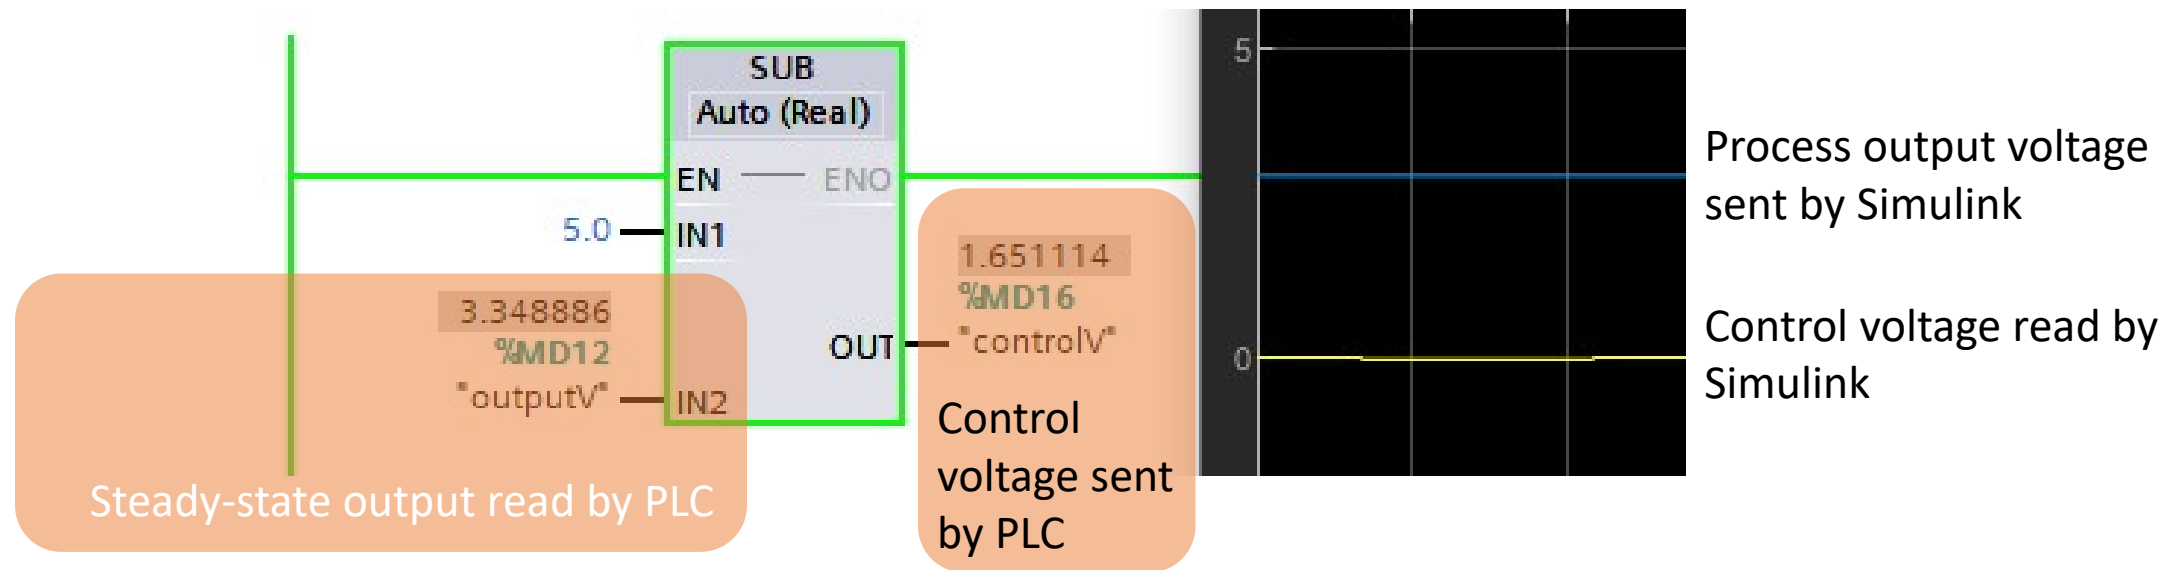 SUB
Auto (Real)
EN
ENO
5.0
IN1
3.348886
%MD12
"outputV"
IN2
OUT
1.651114
%MD16
"controlV"
Steady-state output read by PLC
Control
voltage sent
by PLC
5
0
Process output voltage
sent by Simulink
Control voltage read by
Simulink